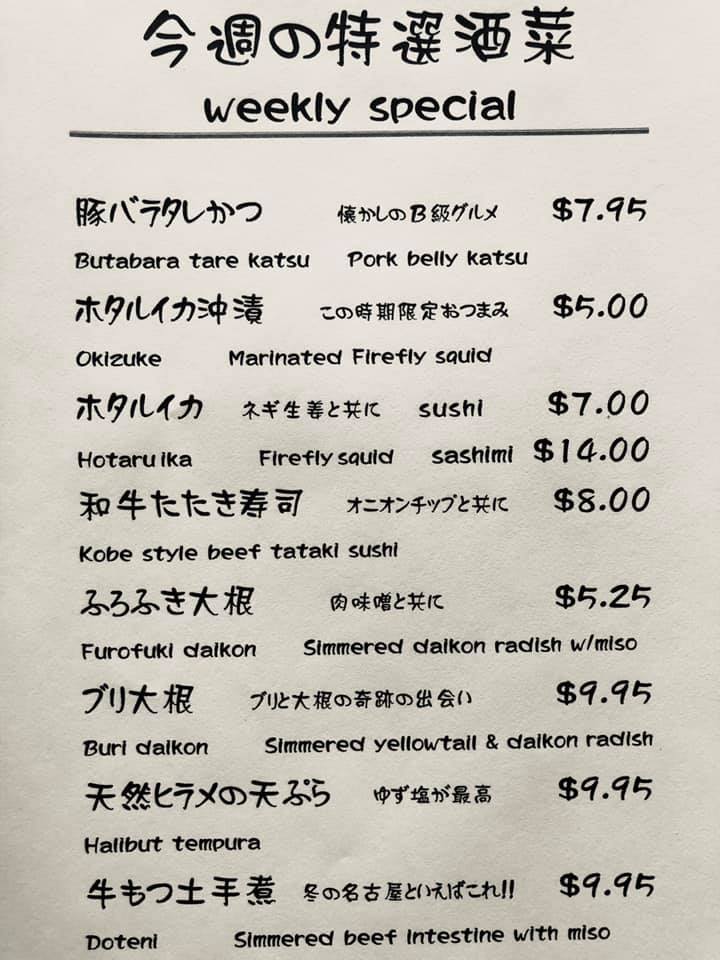 今週の特選酒菜
weekly special
豚バラタレかつ 懐かしのB級グルメ $7.95
Butabara tare katsu Pork belly katsu
ホタルイカ沖漬 この時期限定おつまみ $5.00
Okizuke Marinated Firefly squid
ホタルイカ ネギ生姜と共に sushi $7.00
Hotaru ika Firefly squid sashimi $14.00
和牛たたき寿司 オニオンチップと共に $8.00
Kobe style beef tataki sushi
ふろふき大根 肉味噌と共に $5.25
Furofuki daikon Simmered daikon radish w/miso
ブリ大根 ブリと大根の奇跡の出会い $9.95
Buri daikon Simmered yellowtail & daikon radish
天然ヒラメの天ぷら ゆず塩が最高 $9.95
Halibut tempura
牛もつ土手煮 冬の名古屋といえばこれ!! $9.95
Doteni Simmered beef Intestine with miso